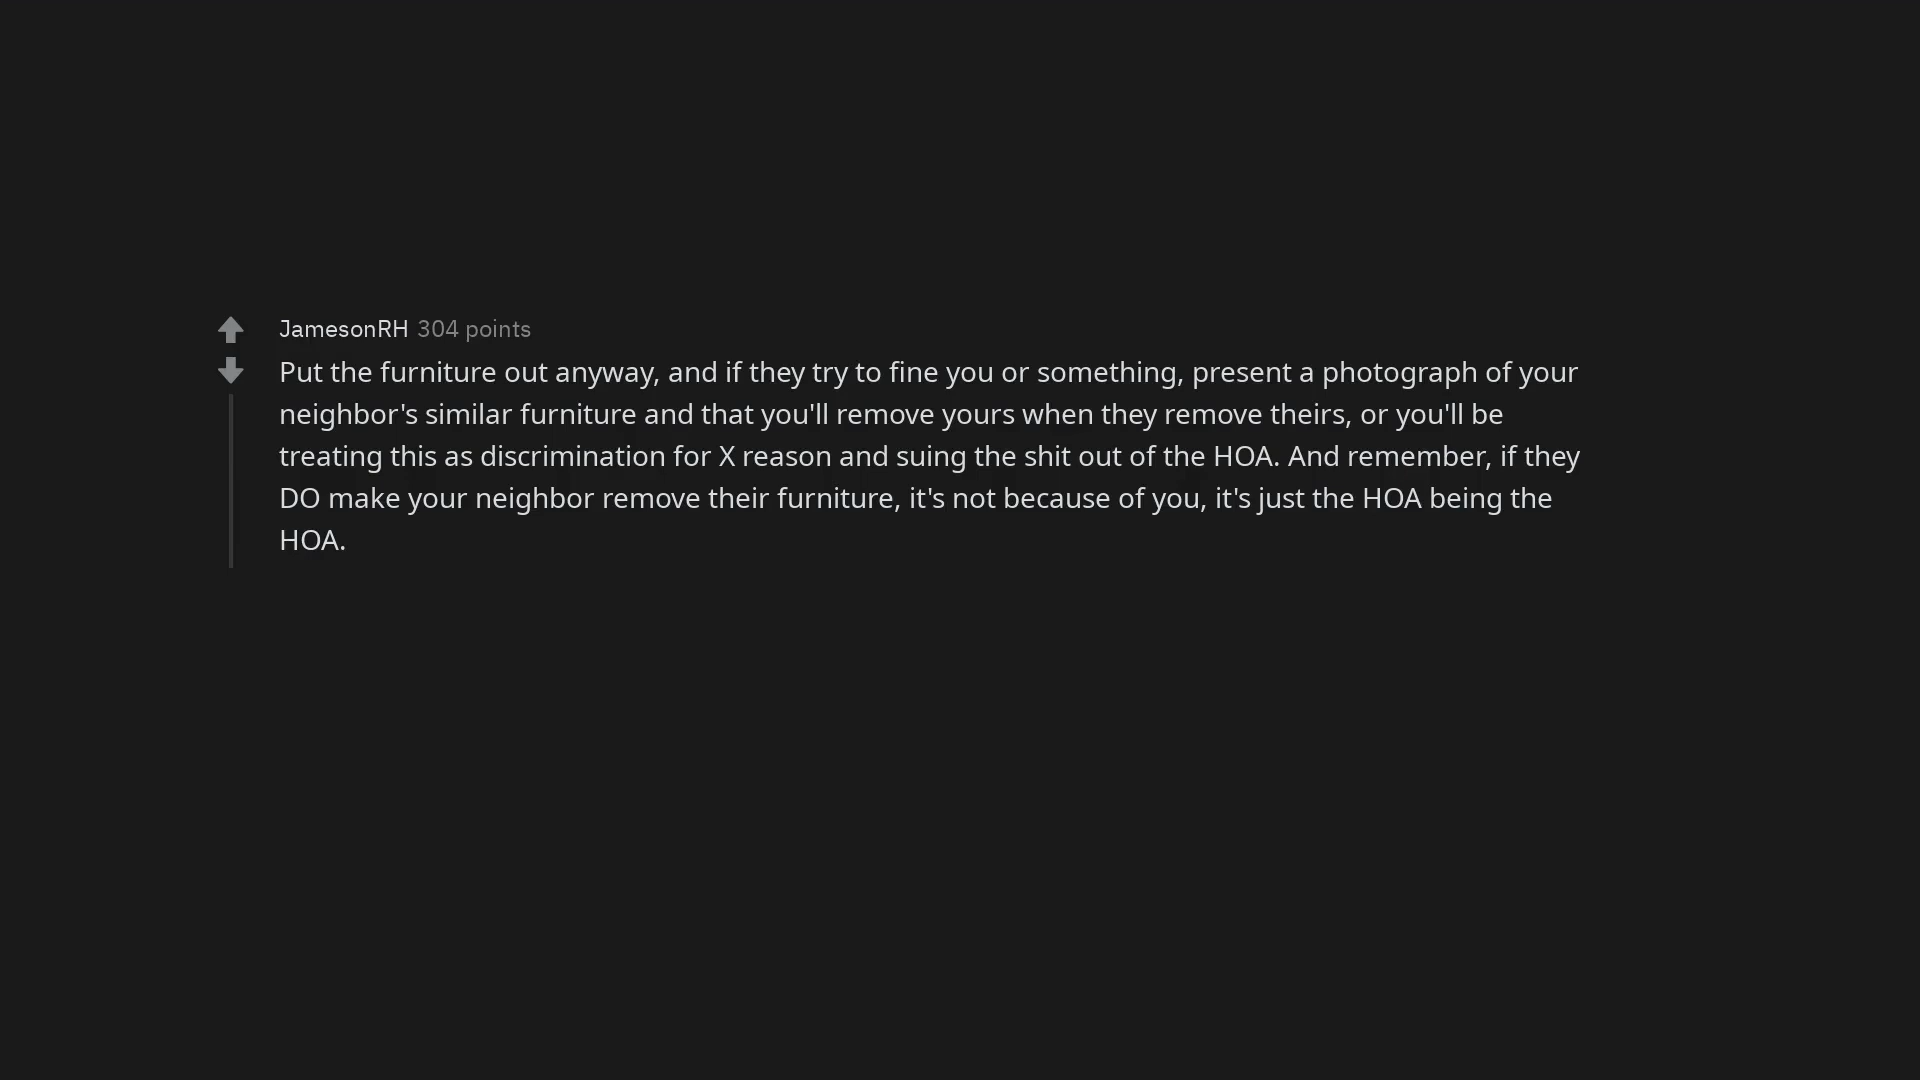 JamesonRH 304 points
Put the furniture out anyway, and if they try to fine you or something, present a photograph of your
neighbor's similar furniture and that you'll remove yours when they remove theirs, or you'll be
treating this as discrimination for X reason and suing the shit out of the HOA. And remember, if they
DO make your neighbor remove their furniture, it's not because of you, it's just the HOA being the
HOA.